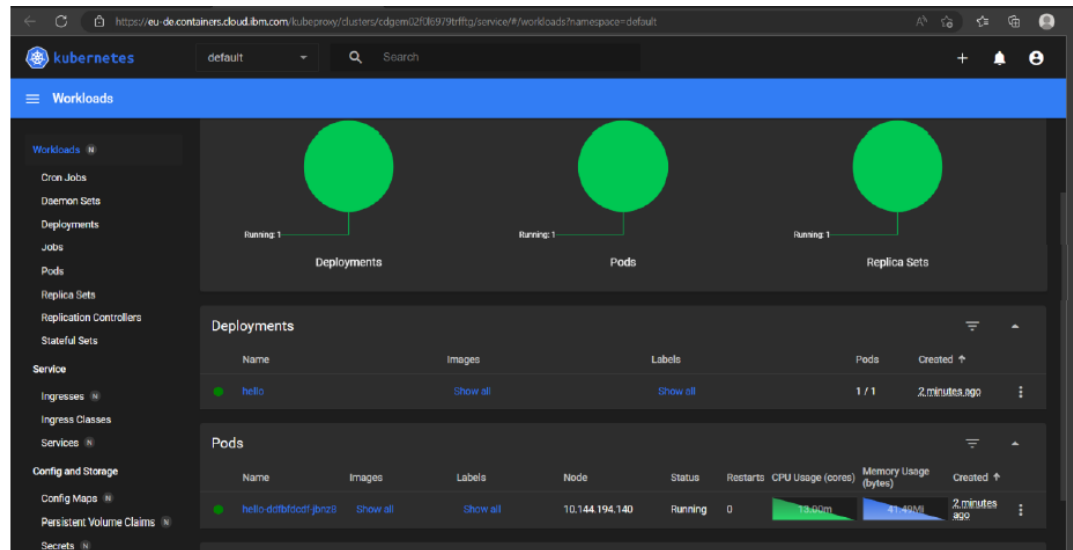 https://eu-de.containers.cloud.ibm.com/kubeproxy/clusters/cdgem02f0l6979trfftg/service/#/workloads?namespace=default
kubernetes default Search
Workloads
Workloads N
Cron Jobs
Daemon Sets
Deployments
Jobs
Pods
Replica Sets
Replication Controllers
Stateful Sets
Service
Ingresses N
Ingress Classes
Services N
Config and Storage
Config Maps N
Persistent Volume Claims N
Secrets N
Running: 1 Running: 1 Running: 1
Deployments Pods Replica Sets
Deployments
Name Images Labels Pods Created
hello Show all Show all 1 / 1 2 minutes ago
Pods
Name Images Labels Node Status Restarts CPU Usage (cores) Memory Usage (bytes) Created
Show all Show all 10.144.194.140 Running 0 13.00m 41.49Mi 2 minutes ago